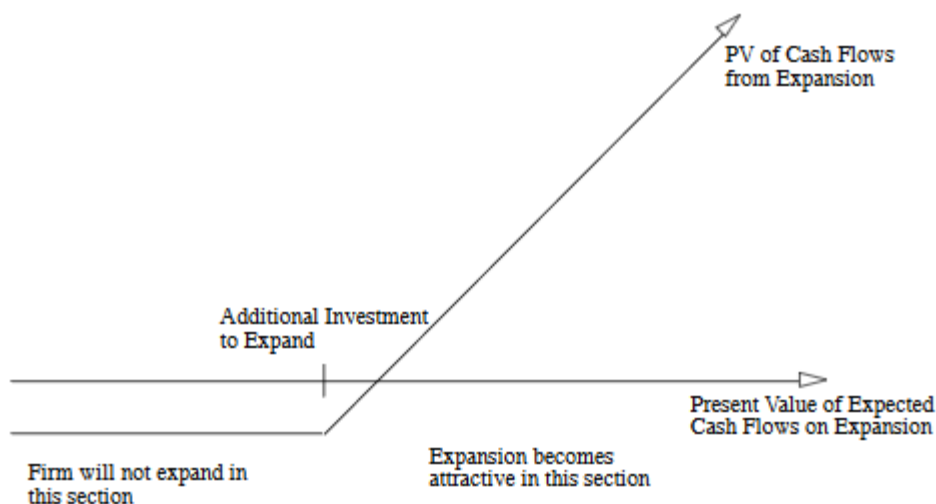 PV of Cash Flows
from Expansion
Additional Investment
to Expand
Present Value of Expected
Cash Flows on Expansion
Firm will not expand in
this section
Expansion becomes
attractive in this section